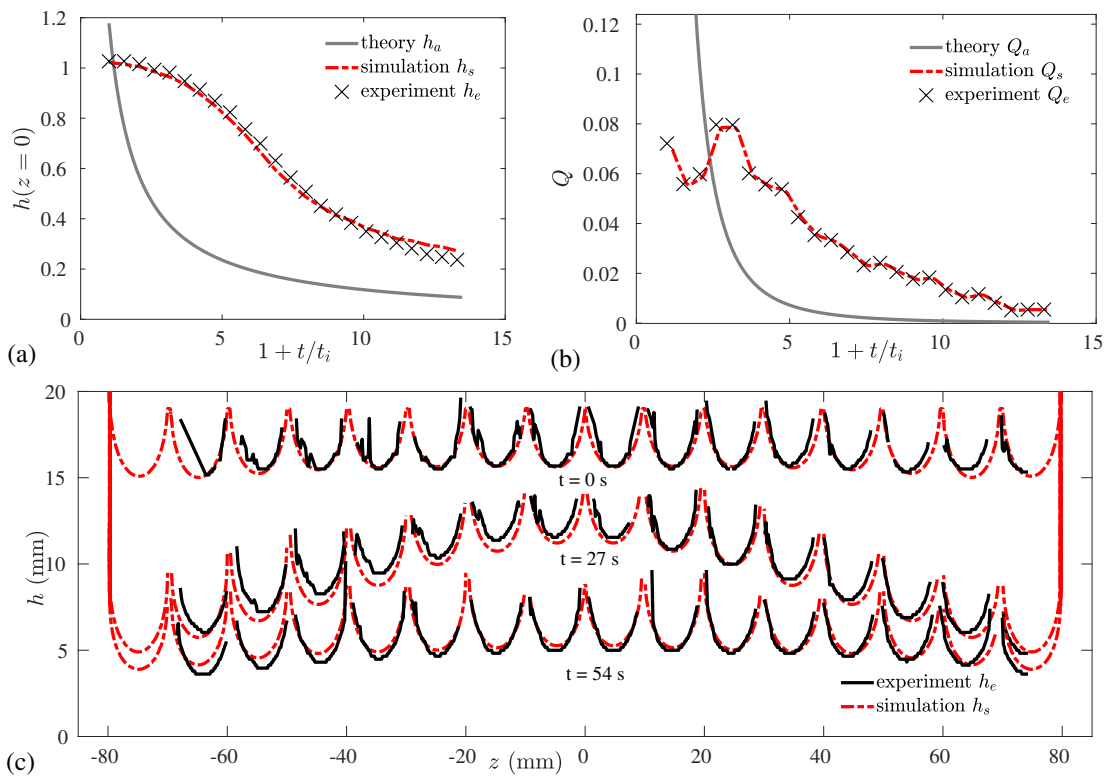 1.2
1
0.8
0.6
0.4
0.2
0
h(z = 0)
theory h_a
simulation h_s
experiment h_e
0 5 10 15
1 + t/t_i
(a)
0.12
0.1
0.08
0.06
0.04
0.02
0
Q
theory Q_a
simulation Q_s
experiment Q_e
0 5 10 15
1 + t/t_i
(b)
20
15
10
5
0
h (mm)
t = 0 s
t = 27 s
t = 54 s
experiment h_e
simulation h_s
-80 -60 -40 -20 0 20 40 60 80
z (mm)
(c)